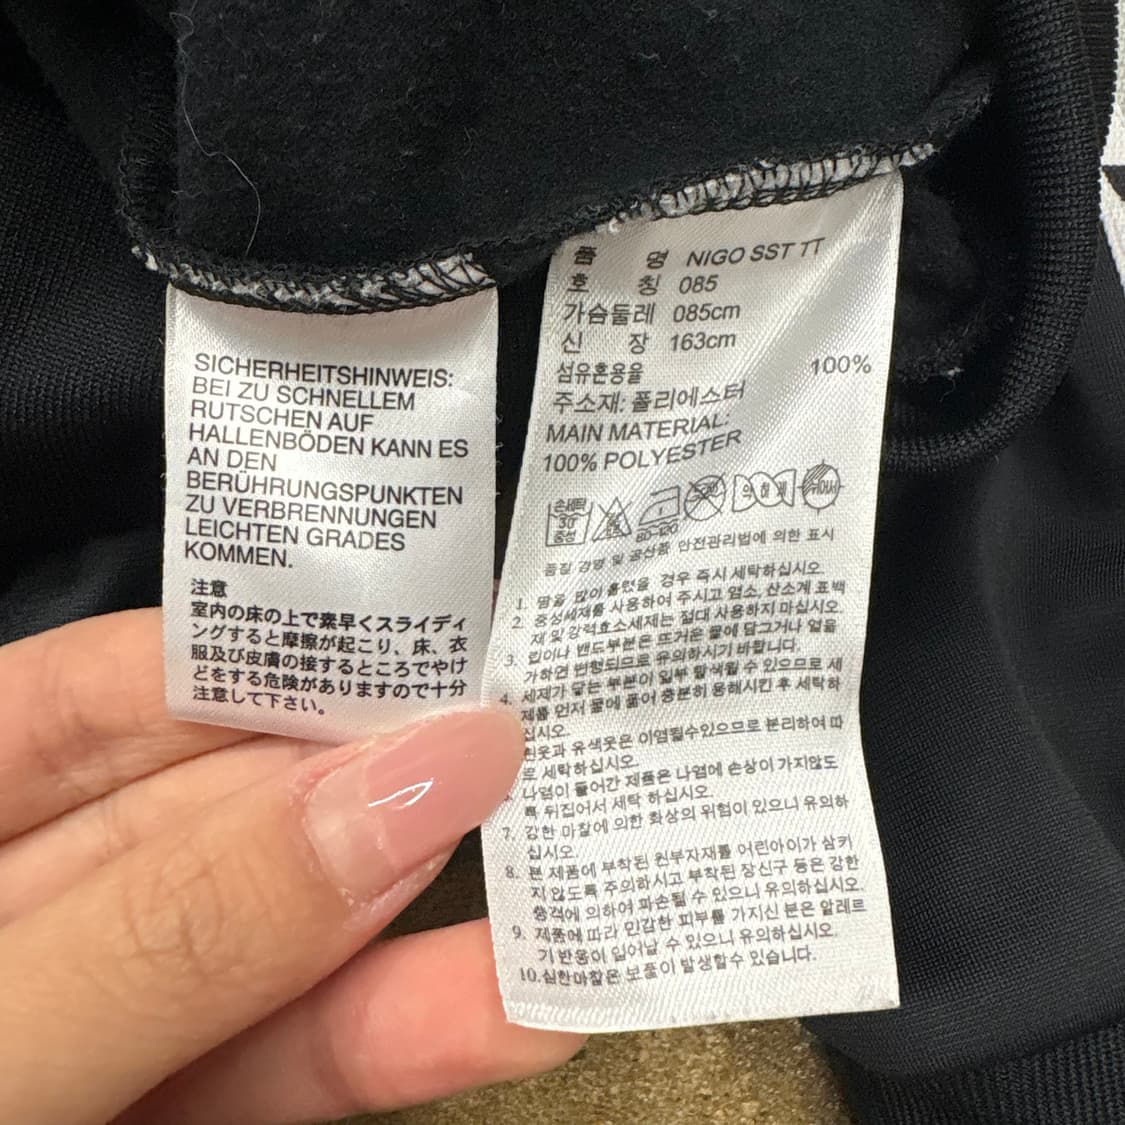 SICHERHEITSHINWEIS:
BEI ZU SCHNELLEM
RUTSCHEN AUF
HALLENBÖDEN KANN ES
AN DEN
BERÜHRUNGSPUNKTEN
ZU VERBRENNUNGEN
LEICHTEN GRADES
KOMMEN.
注意
室内の床の上で素早くスライディ
ングすると摩擦が起こり、床、衣
服及び皮膚の接するところでやけ
どをする危険がありますので十分
注意して下さい。
품 명 NIGO SST TT
호 칭 085
가슴둘레 085cm
신 장 163cm
섬유혼용율 100%
주소재: 폴리에스터
MAIN MATERIAL:
100% POLYESTER
손세탁 30 중성 80-120 약하게
품질 경영 및 공산품 안전관리법에 의한 표시
1. 땀을 많이 흘렸을 경우 즉시 세탁하십시오
2. 중성세제를 사용하여 주시고 염소, 산소계 표백
제 및 강력효소세제는 절대 사용하지 마십시오.
3. 립이나 밴드부분은 뜨거운 물에 담그거나 열을
가하면 변형되므로 유의하시기 바랍니다.
4. 세제가 닿는 부분이 일부 탈색될 수 있으므로 세
제를 먼저 물에 풀어 충분히 용해시킨 후 세탁하
십시오.
흰옷과 유색옷은 이염될수있으므로 분리하여 따
로 세탁하십시오.
나염이 들어간 제품은 나염에 손상이 가지않도
록 뒤집어서 세탁 하십시오.
7. 강한 마찰에 의한 화상의 위험이 있으니 유의하
십시오.
8. 본 제품에 부착된 원부자재를 어린아이가 삼키
지 않도록 주의하시고 부착된 장신구 등은 강한
충격에 의하여 파손될 수 있으니 유의하십시오.
9. 제품에 따라 민감한 피부를 가지신 분은 알레르
기 반응이 일어날 수 있으니 유의하십시오.
10.심한마찰은 보풀이 발생할수 있습니다.